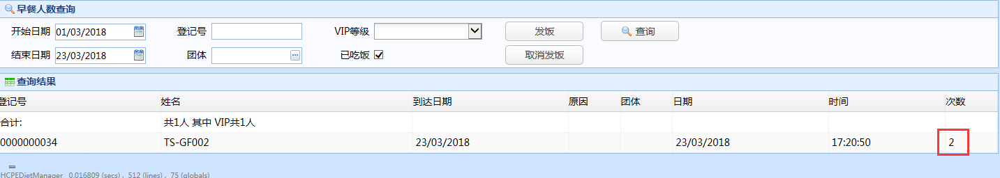 早餐人数查询
开始日期 01/03/2018 登记号 VIP等级 发饭 查询
结束日期 23/03/2018 团体 已吃饭 取消发饭
查询结果
登记号 姓名 到达日期 原因 团体 日期 时间 次数
合计: 共1人 其中 VIP共1人
0000000034 TS-GF002 23/03/2018 23/03/2018 17:20:50 2
HCPEDietManager 0.016809 (secs) , 512 (lines) , 75 (globals)